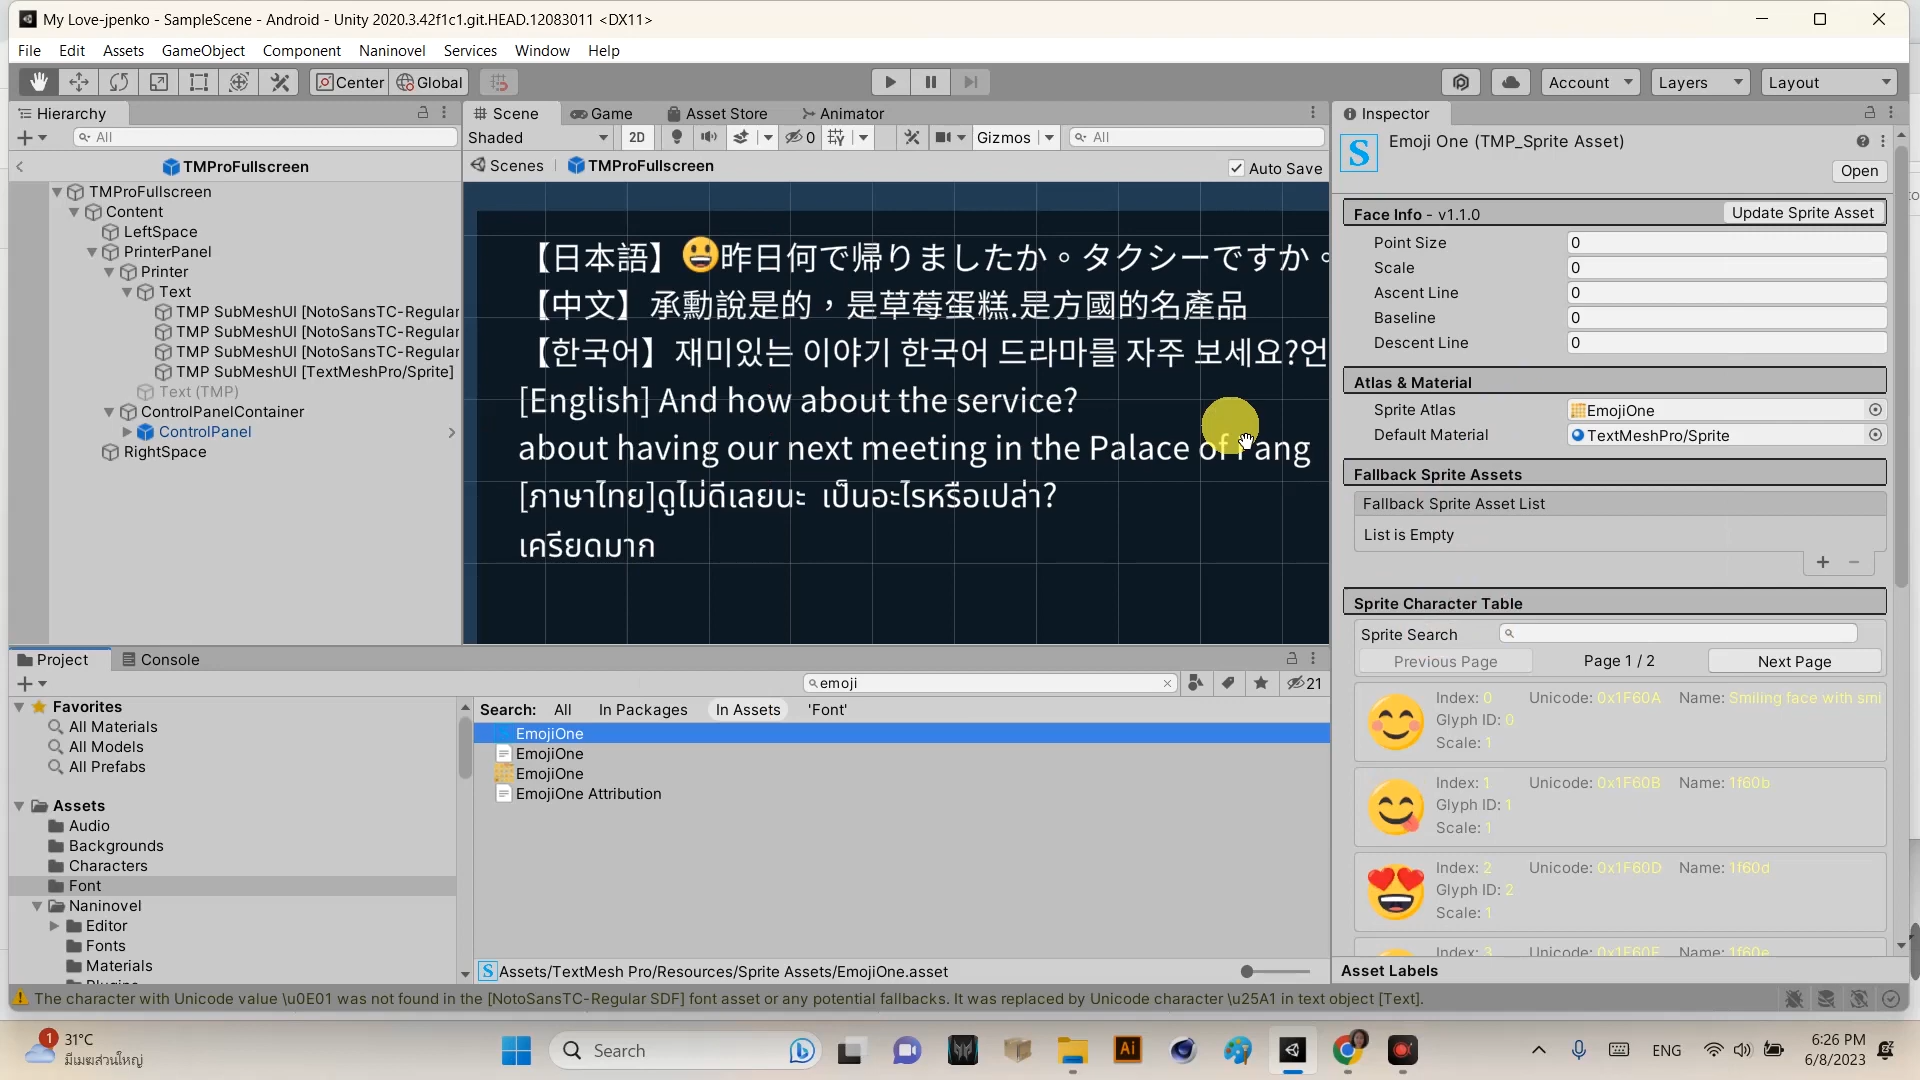 My Love-jpenko - SampleScene - Android - Unity 2020.3.42f1c1.git.HEAD.12083011 <DX11>
File Edit Assets GameObject Component Naninovel Services Window Help
Center Global Account Layers Layout
Hierarchy
All
TMProFullscreen
TMProFullscreen
Content
LeftSpace
PrinterPanel
Printer
Text
TMP SubMeshUI [NotoSansTC-Regular
TMP SubMeshUI [NotoSansTC-Regular
TMP SubMeshUI [NotoSansTC-Regular
TMP SubMeshUI [TextMeshPro/Sprite]
Text (TMP)
ControlPanelContainer
ControlPanel
RightSpace
Scene Game Asset Store Animator
Shaded 2D 0 Gizmos All
Scenes TMProFullscreen Auto Save
【日本語】😃昨日何で帰りましたか。タクシーですか。
【中文】承勳說是的，是草莓蛋糕.是方國的名產品
【한국어】재미있는 이야기 한국어 드라마를 자주 보세요?언
[English] And how about the service?
about having our next meeting in the Palace of Pang
[ภาษาไทย]ดูไม่ดีเลยนะ เป็นอะไรหรือเปล่า?
เครียดมาก
Inspector
Emoji One (TMP_Sprite Asset)
Open
Face Info - v1.1.0 Update Sprite Asset
Point Size 0
Scale 0
Ascent Line 0
Baseline 0
Descent Line 0
Atlas & Material
Sprite Atlas EmojiOne
Default Material TextMeshPro/Sprite
Fallback Sprite Assets
Fallback Sprite Asset List
List is Empty
Sprite Character Table
Sprite Search
Previous Page Page 1 / 2 Next Page
Index: 0 Unicode: 0x1F60A Name: Smiling face with smi
Glyph ID: 0
Scale: 1
Index: 1 Unicode: 0x1F60B Name: 1f60b
Glyph ID: 1
Scale: 1
Index: 2 Unicode: 0x1F60D Name: 1f60d
Glyph ID: 2
Scale: 1
Index: 3 Unicode: 0x1F60E Name: 1f60e
Asset Labels
Project Console
emoji 21
Favorites
All Materials
All Models
All Prefabs
Assets
Audio
Backgrounds
Characters
Font
Naninovel
Editor
Fonts
Materials
Search: All In Packages In Assets 'Font'
EmojiOne
EmojiOne
EmojiOne
EmojiOne Attribution
Assets/TextMesh Pro/Resources/Sprite Assets/EmojiOne.asset
The character with Unicode value \u0E01 was not found in the [NotoSansTC-Regular SDF] font asset or any potential fallbacks. It was replaced by Unicode character \u25A1 in text object [Text].
1 31°C
มีเมฆส่วนใหญ่
Search
Ai
ENG
6:26 PM
6/8/2023